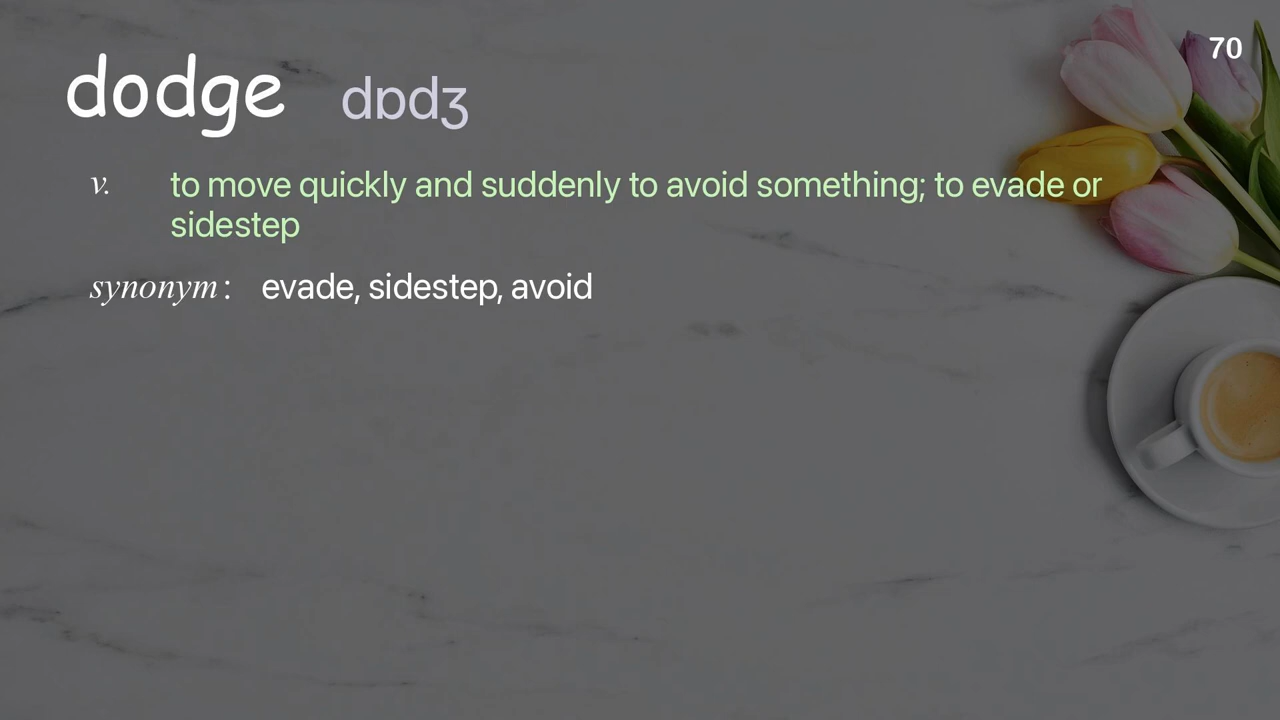 70
dodge dɒdʒ
v. to move quickly and suddenly to avoid something; to evade or
sidestep
synonym: evade, sidestep, avoid